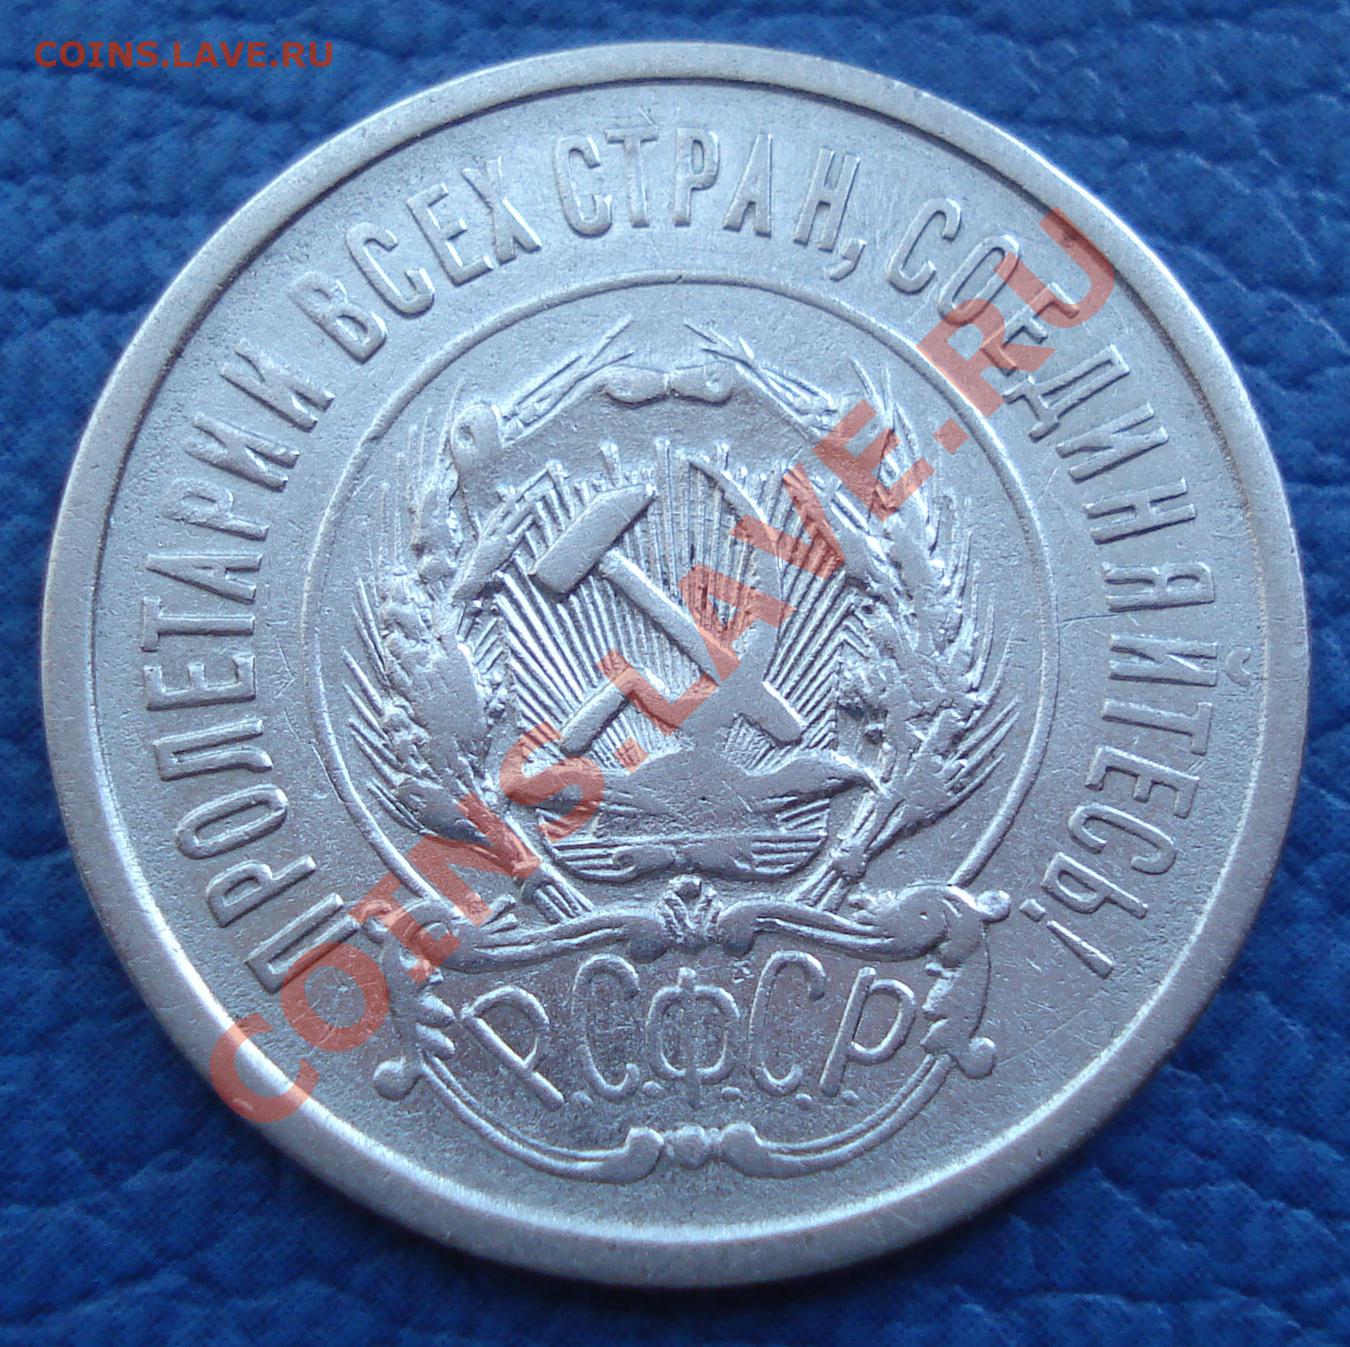 COINS.LAVE.RU
ПРОЛЕТАРИИ ВСЕХ СТРАН, СОЕДИНЯЙТЕСЬ!
Р.С.Ф.С.Р.
COINS.LAVE.RU